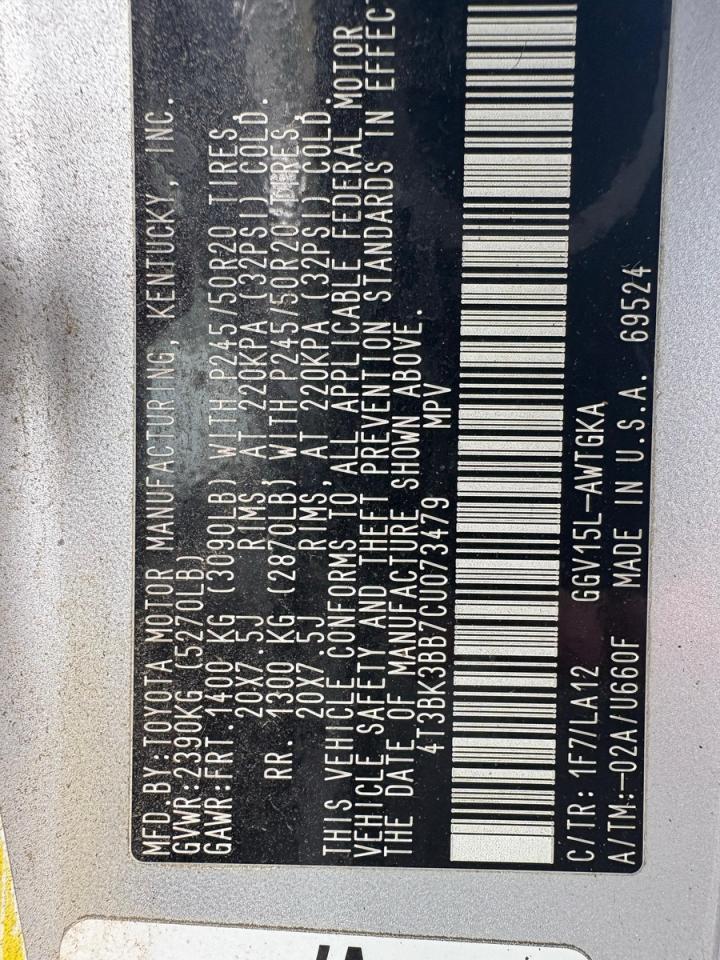 MFD.BY:TOYOTA MOTOR MANUFACTURING, KENTUCKY, INC.
GVWR:2390KG (5270LB)
GAWR:FRT.1400 KG (3090LB) WITH P245/50R20 TIRES,
20X7.5J RIMS, AT 220KPA (32PSI) COLD.
RR. 1300 KG (2870LB) WITH P245/50R20 TIRES,
20X7.5J RIMS, AT 220KPA (32PSI) COLD.
THIS VEHICLE CONFORMS TO ALL APPLICABLE FEDERAL MOTOR
VEHICLE SAFETY AND THEFT PREVENTION STANDARDS IN EFFEC
THE DATE OF MANUFACTURE SHOWN ABOVE.
4T3BK3BB7CU073479 MPV
C/TR:1F7/LA12 GGV15L-AWTGKA
A/TM:-02A/U660F MADE IN U.S.A. 69524